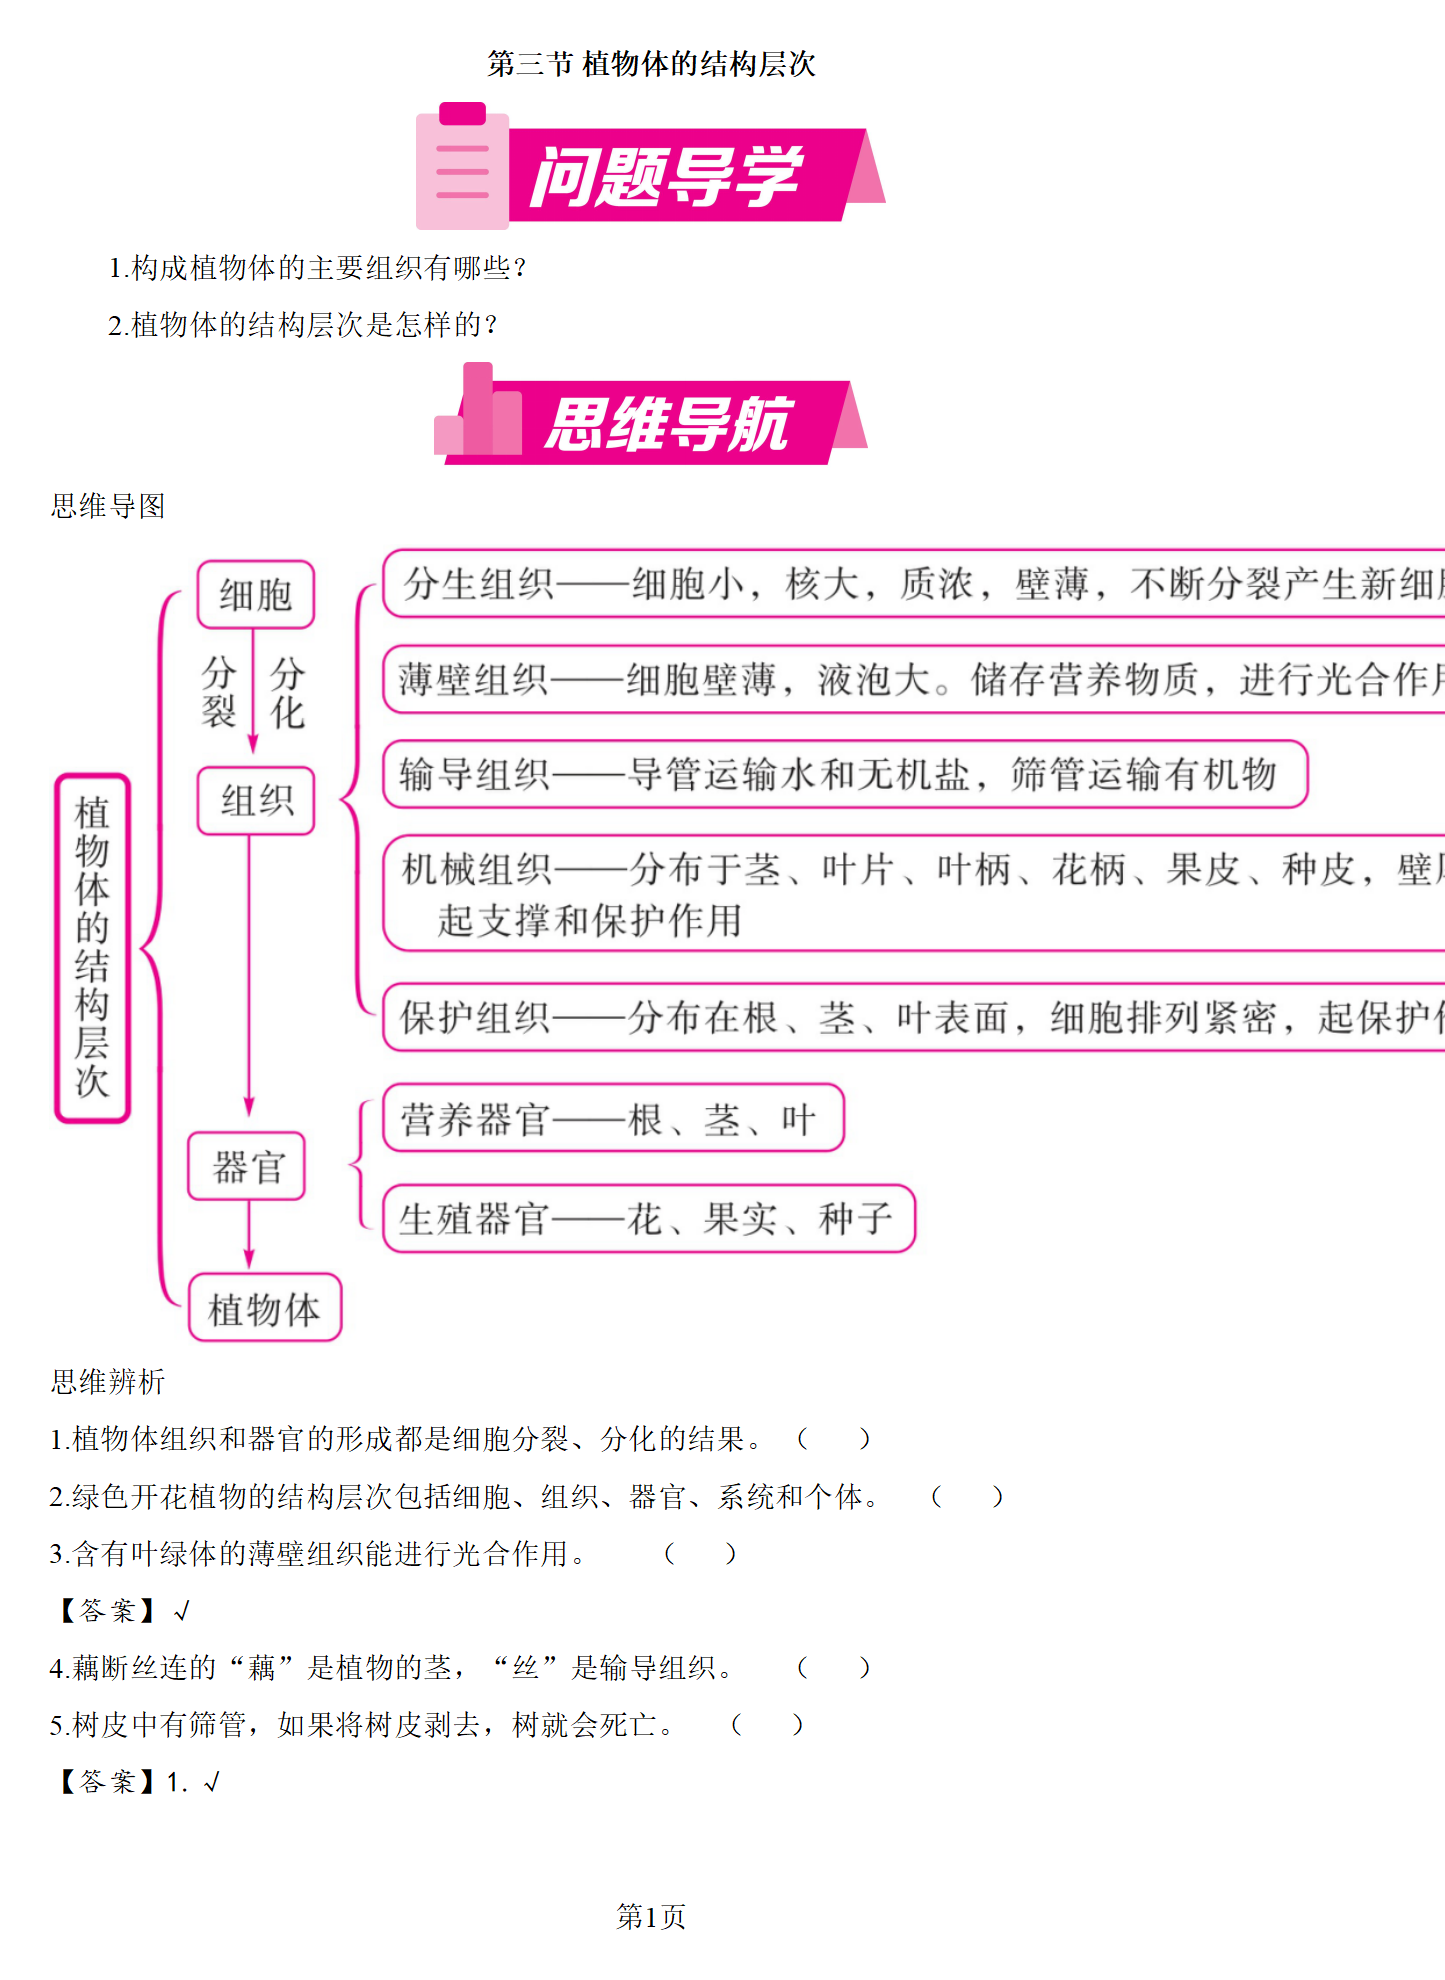 第三节 植物体的结构层次
问题导学
1.构成植物体的主要组织有哪些?
2.植物体的结构层次是怎样的?
思维导航
思维导图
植物体的结构层次
细胞
分裂 分化
组织
分生组织——细胞小，核大，质浓，壁薄，不断分裂产生新细
薄壁组织——细胞壁薄，液泡大。储存营养物质，进行光合作
输导组织——导管运输水和无机盐，筛管运输有机物
机械组织——分布于茎、叶片、叶柄、花柄、果皮、种皮，壁
起支撑和保护作用
保护组织——分布在根、茎、叶表面，细胞排列紧密，起保护
器官
营养器官——根、茎、叶
生殖器官——花、果实、种子
植物体
思维辨析
1.植物体组织和器官的形成都是细胞分裂、分化的结果。（ ）
2.绿色开花植物的结构层次包括细胞、组织、器官、系统和个体。（ ）
3.含有叶绿体的薄壁组织能进行光合作用。（ ）
【答案】√
4.藕断丝连的“藕”是植物的茎，“丝”是输导组织。（ ）
5.树皮中有筛管，如果将树皮剥去，树就会死亡。（ ）
【答案】1. √
第1页